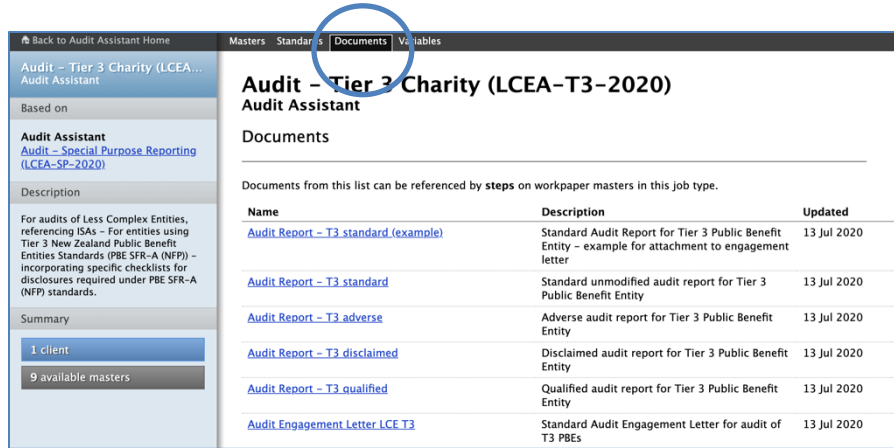 Back to Audit Assistant Home
Masters Standards Documents Variables
Audit – Tier 3 Charity (LCEA...
Audit Assistant
Based on
Audit Assistant
Audit – Special Purpose Reporting
(LCEA-SP-2020)
Description
For audits of Less Complex Entities,
referencing ISAs – For entities using
Tier 3 New Zealand Public Benefit
Entities Standards (PBE SFR-A (NFP)) –
incorporating specific checklists for
disclosures required under PBE SFR-A
(NFP) standards.
Summary
1 client
9 available masters
Audit – Tier 3 Charity (LCEA-T3-2020)
Audit Assistant
Documents
Documents from this list can be referenced by steps on workpaper masters in this job type.
Name Description Updated
Audit Report – T3 standard (example) Standard Audit Report for Tier 3 Public Benefit 13 Jul 2020
Entity – example for attachment to engagement
letter
Audit Report – T3 standard Standard unmodified audit report for Tier 3 13 Jul 2020
Public Benefit Entity
Audit Report – T3 adverse Adverse audit report for Tier 3 Public Benefit 13 Jul 2020
Entity
Audit Report – T3 disclaimed Disclaimed audit report for Tier 3 Public Benefit 13 Jul 2020
Entity
Audit Report – T3 qualified Qualified audit report for Tier 3 Public Benefit 13 Jul 2020
Entity
Audit Engagement Letter LCE T3 Standard Audit Engagement Letter for audit of 13 Jul 2020
T3 PBEs